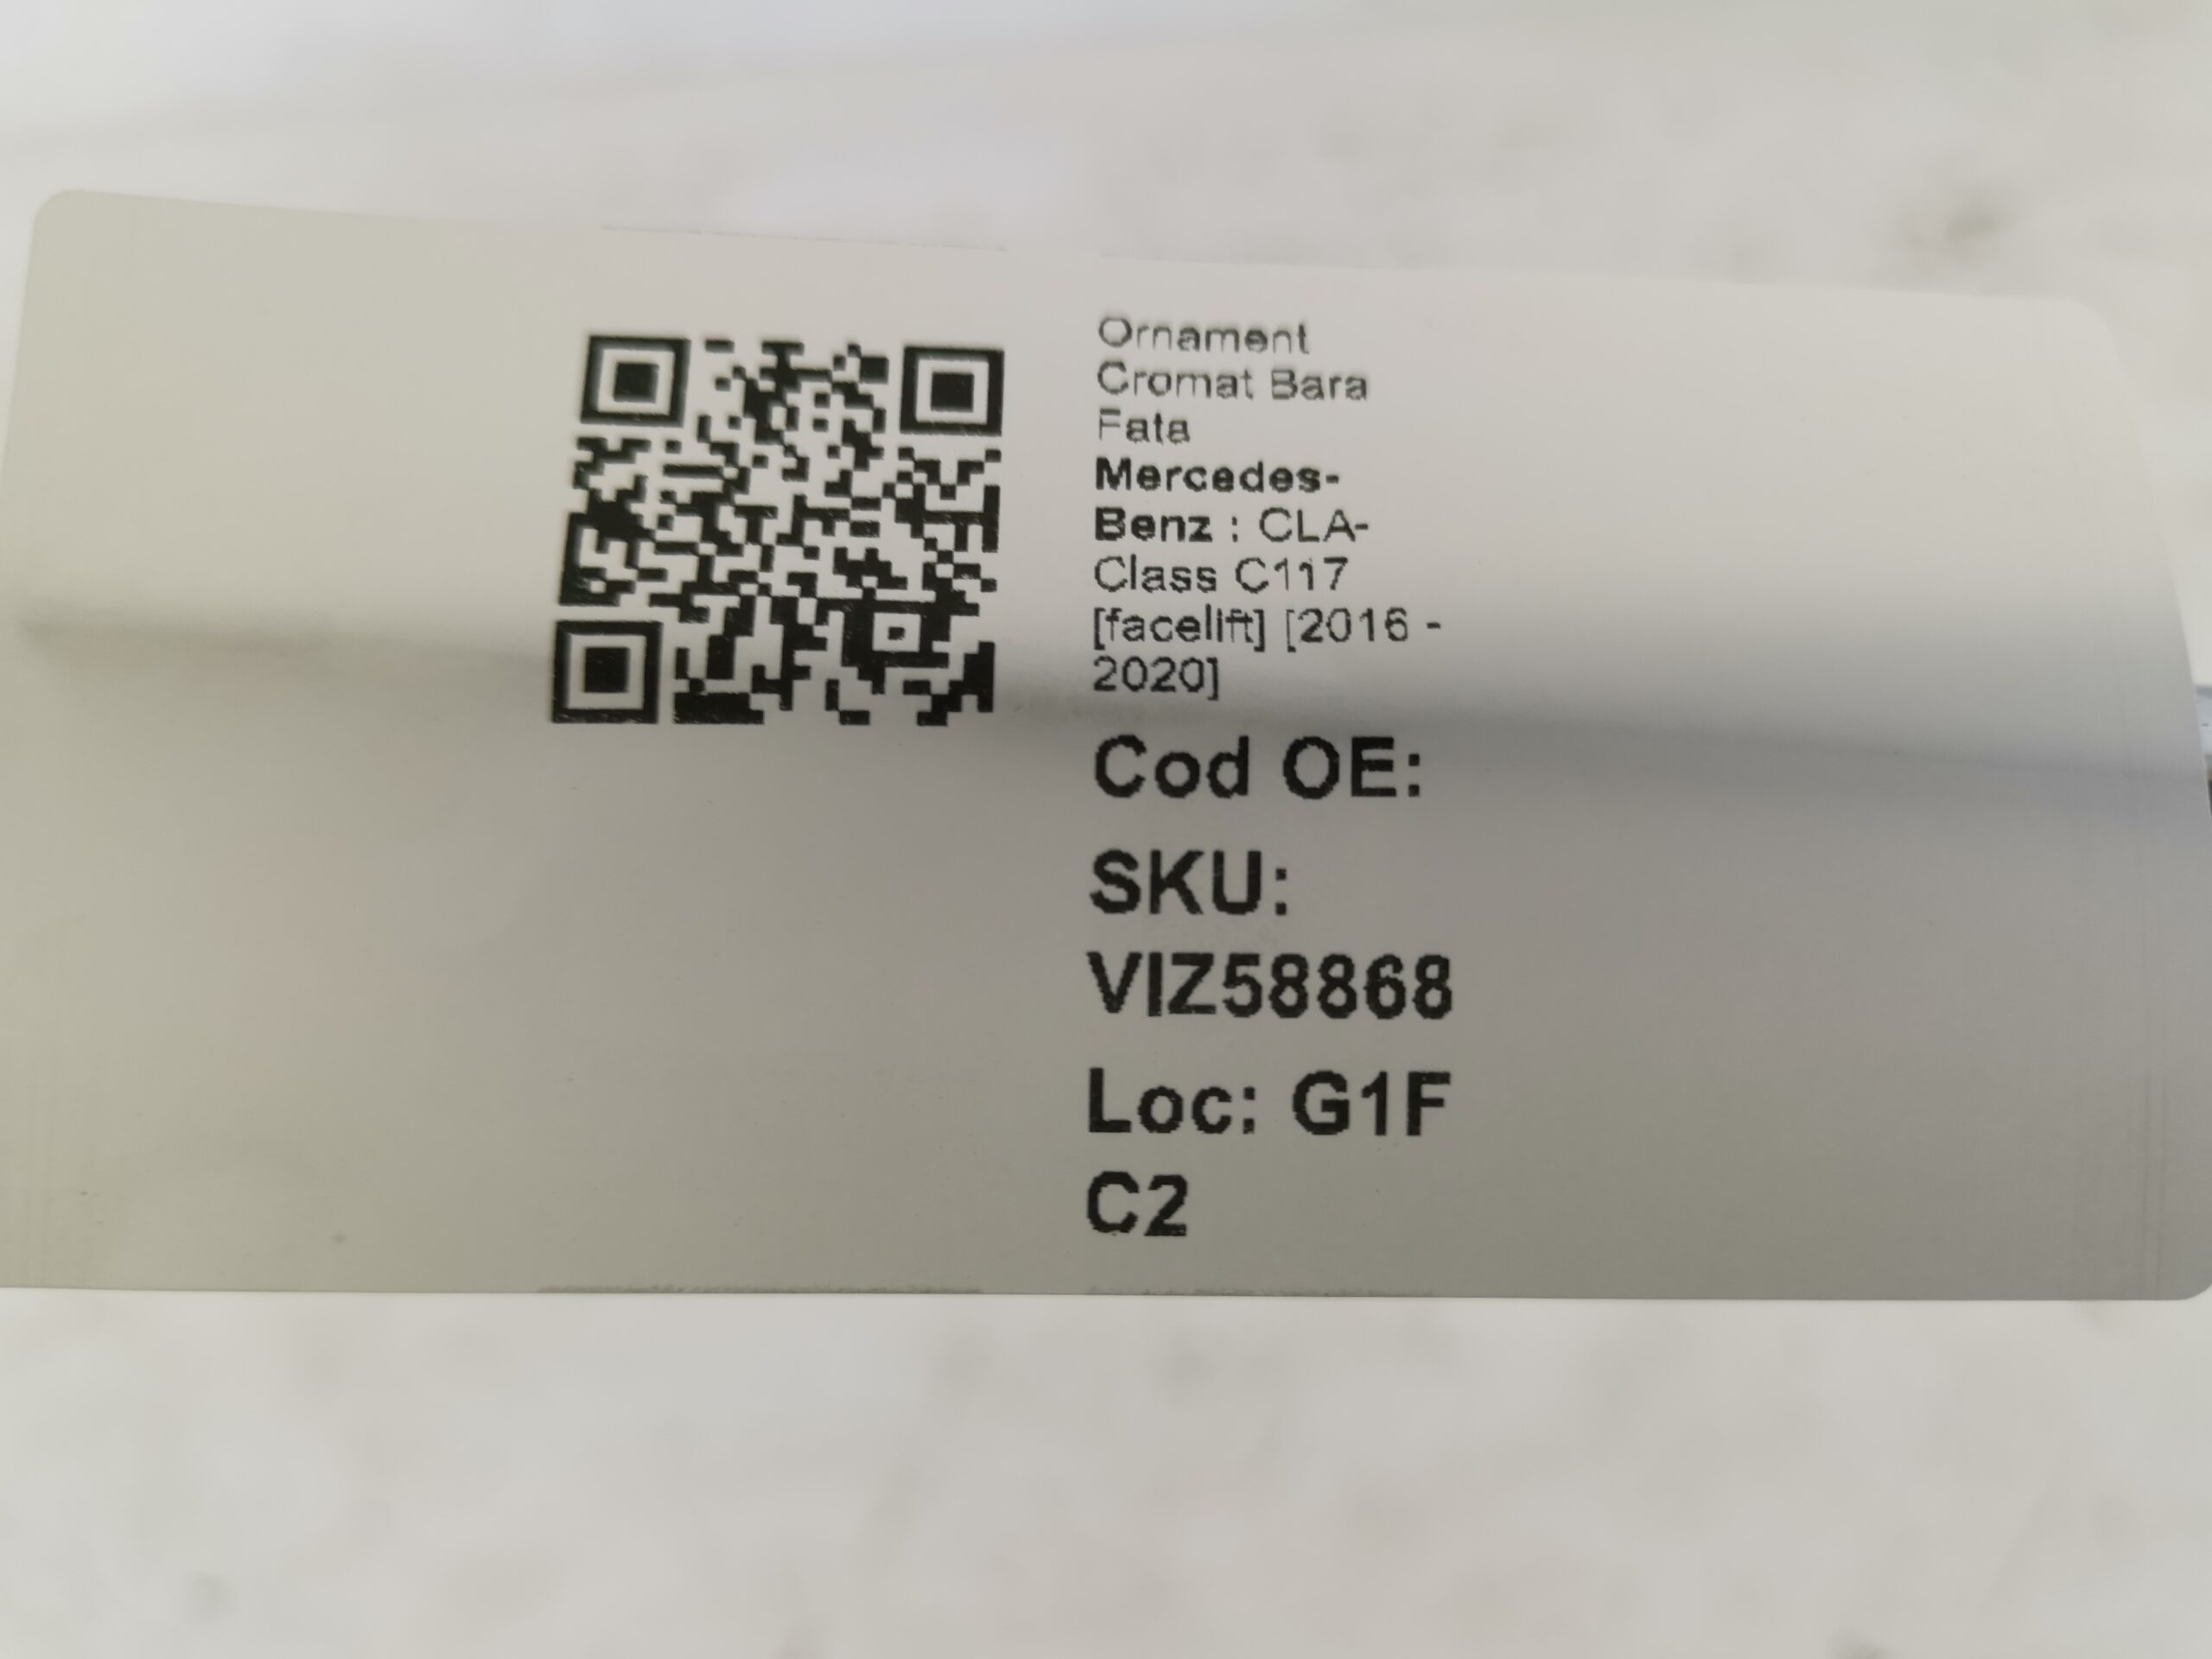 Ornament
Cromat Bara
Fata
Mercedes-
Benz : CLA-
Class C117
[facelift] [2016 -
2020]
Cod OE:
SKU:
VIZ58868
Loc: G1F
C2